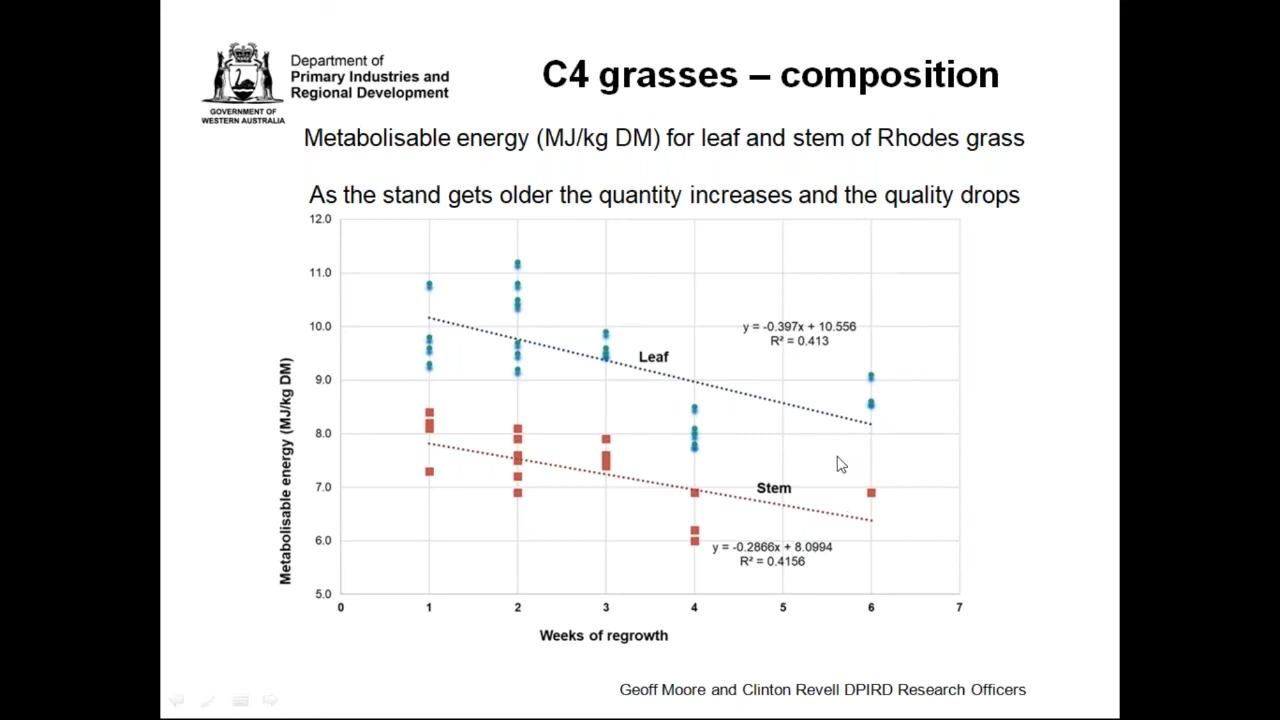 Department of
Primary Industries and
Regional Development
GOVERNMENT OF
WESTERN AUSTRALIA
C4 grasses – composition
Metabolisable energy (MJ/kg DM) for leaf and stem of Rhodes grass
As the stand gets older the quantity increases and the quality drops
12.0
11.0
10.0
9.0
8.0
7.0
6.0
5.0
Metabolisable energy (MJ/kg DM)
y = -0.397x + 10.556
R² = 0.413
Leaf
Stem
y = -0.2866x + 8.0994
R² = 0.4156
0 1 2 3 4 5 6 7
Weeks of regrowth
Geoff Moore and Clinton Revell DPIRD Research Officers